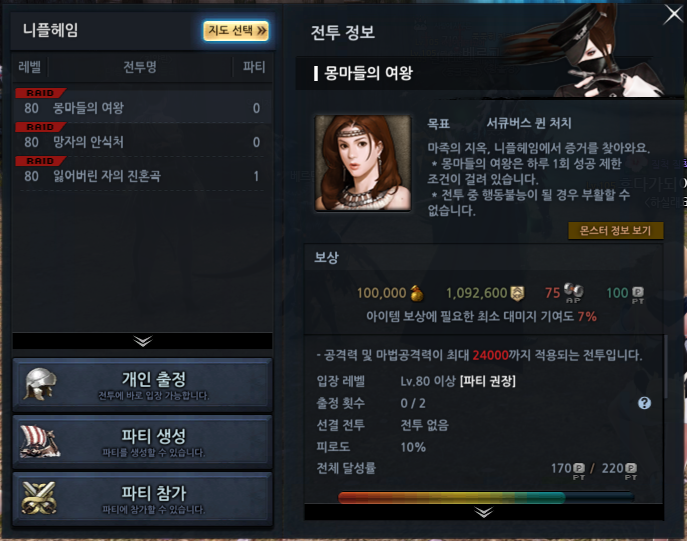 니플헤임
지도 선택
레벨 전투명 파티
RAID
80 몽마들의 여왕 0
RAID
80 망자의 안식처 0
RAID
80 잃어버린 자의 진혼곡 1
개인 출정
전투에 바로 입장 가능합니다.
파티 생성
파티를 생성할 수 있습니다.
파티 참가
파티에 참가할 수 있습니다.
전투 정보
몽마들의 여왕
목표 서큐버스 퀸 처치
마족의 지옥, 니플헤임에서 증거를 찾아와요.
* 몽마들의 여왕은 하루 1회 성공 제한
조건이 걸려 있습니다.
* 전투 중 행동불능이 될 경우 부활할 수
없습니다.
몬스터 정보 보기
보상
100,000 1,092,600 75 AP 100 P PT
아이템 보상에 필요한 최소 대미지 기여도 7%
- 공격력 및 마법공격력이 최대 24000까지 적용되는 전투입니다.
입장 레벨 Lv.80 이상 [파티 권장]
출정 횟수 0 / 2 ?
선결 전투 전투 없음
피로도 10%
전체 달성률 170 P PT / 220 P PT
다가되